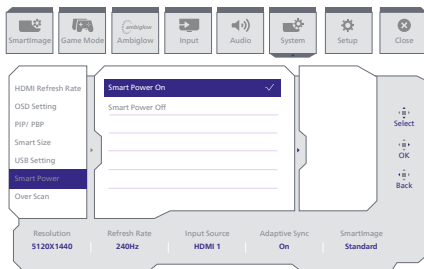 ambiglow
SmartImage
Game Mode
Ambiglow
Input
Audio
System
Setup
Close
HDMI Refresh Rate
OSD Setting
PIP/ PBP
Smart Size
USB Setting
Smart Power
Over Scan
Smart Power On
Smart Power Off
Select
OK
Back
Resolution
Refresh Rate
Input Source
Adaptive Sync
SmartImage
5120X1440
240Hz
HDMI 1
On
Standard